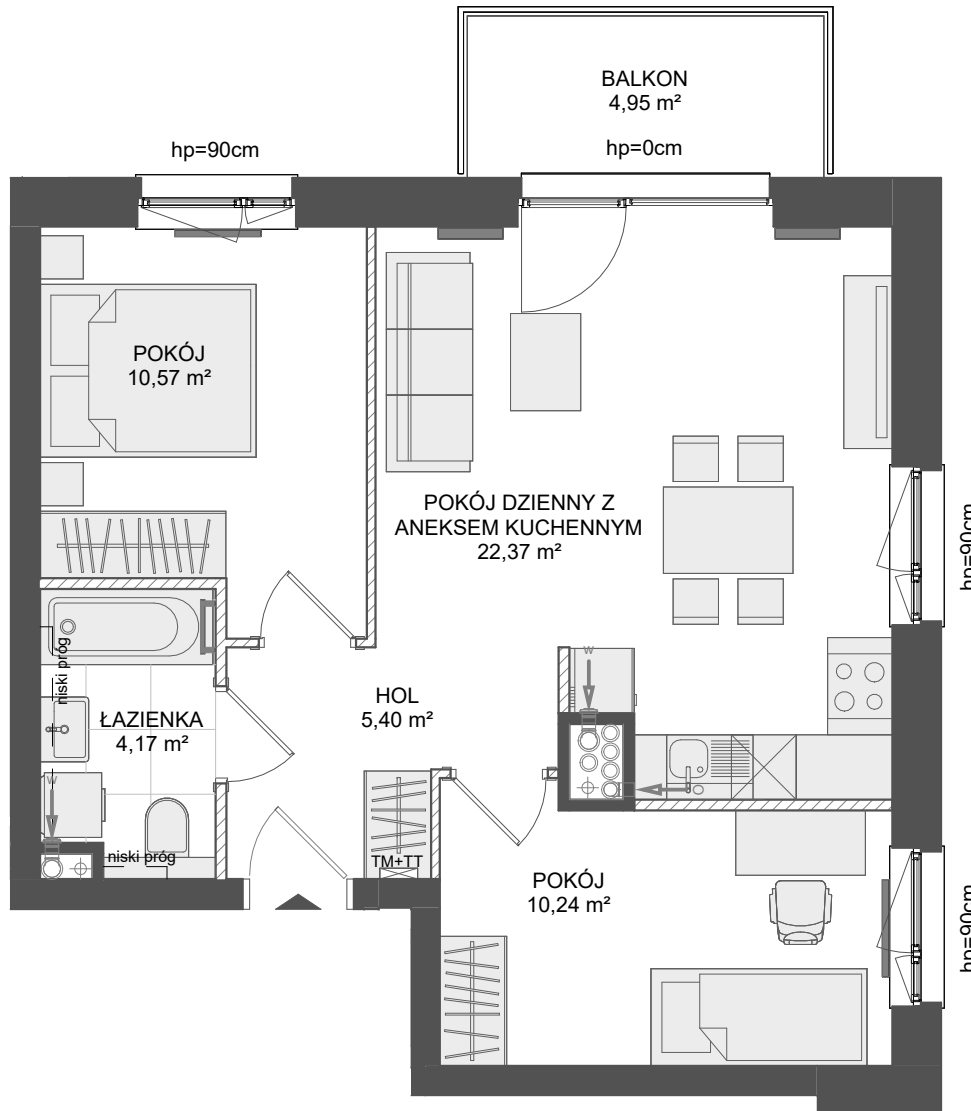 BALKON
4,95 m²
hp=90cm
hp=0cm
POKÓJ
10,57 m²
POKÓJ DZIENNY Z
ANEKSEM KUCHENNYM
22,37 m²
hp=90cm
niski próg
W
HOL
5,40 m²
ŁAZIENKA
4,17 m²
W
niski próg
TM+TT
POKÓJ
10,24 m²
hp=90cm